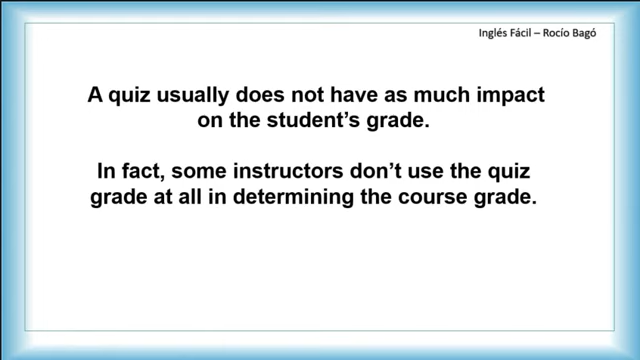 Inglés Fácil – Rocío Bagó
A quiz usually does not have as much impact
on the student's grade.
In fact, some instructors don't use the quiz
grade at all in determining the course grade.